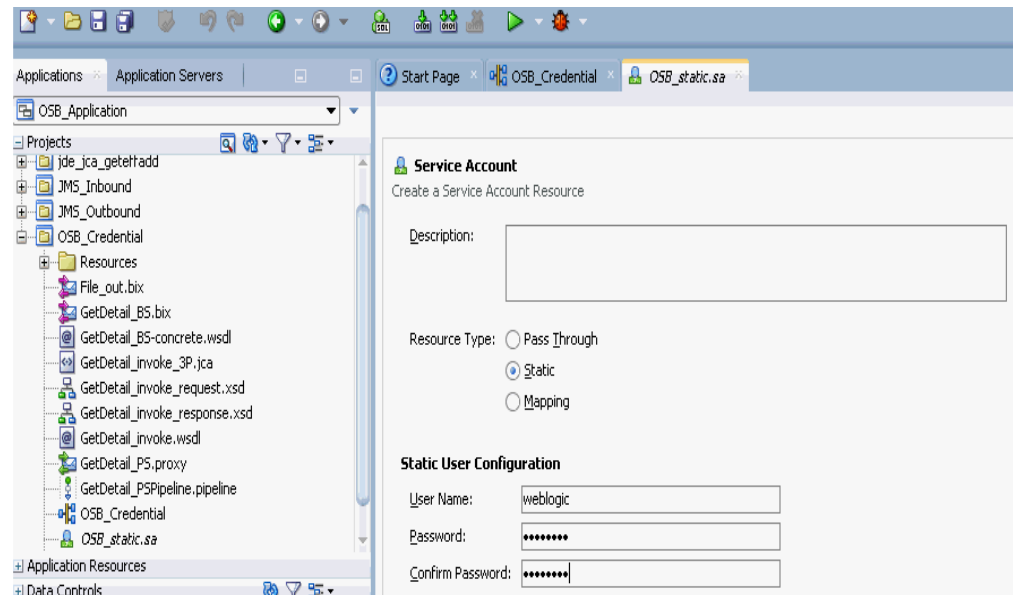 SQL
Applications
Application Servers
Start Page
OSB_Credential
OSB_static.sa
OSB_Application
Projects
jde_jca_geteffadd
JMS_Inbound
JMS_Outbound
OSB_Credential
Resources
File_out.bix
GetDetail_BS.bix
GetDetail_BS-concrete.wsdl
GetDetail_invoke_3P.jca
GetDetail_invoke_request.xsd
GetDetail_invoke_response.xsd
GetDetail_invoke.wsdl
GetDetail_PS.proxy
GetDetail_PSPipeline.pipeline
OSB_Credential
OSB_static.sa
Application Resources
Data Controls
Service Account
Create a Service Account Resource
Description:
Resource Type: Pass Through
Static
Mapping
Static User Configuration
User Name: weblogic
Password: ••••••••
Confirm Password: ••••••••